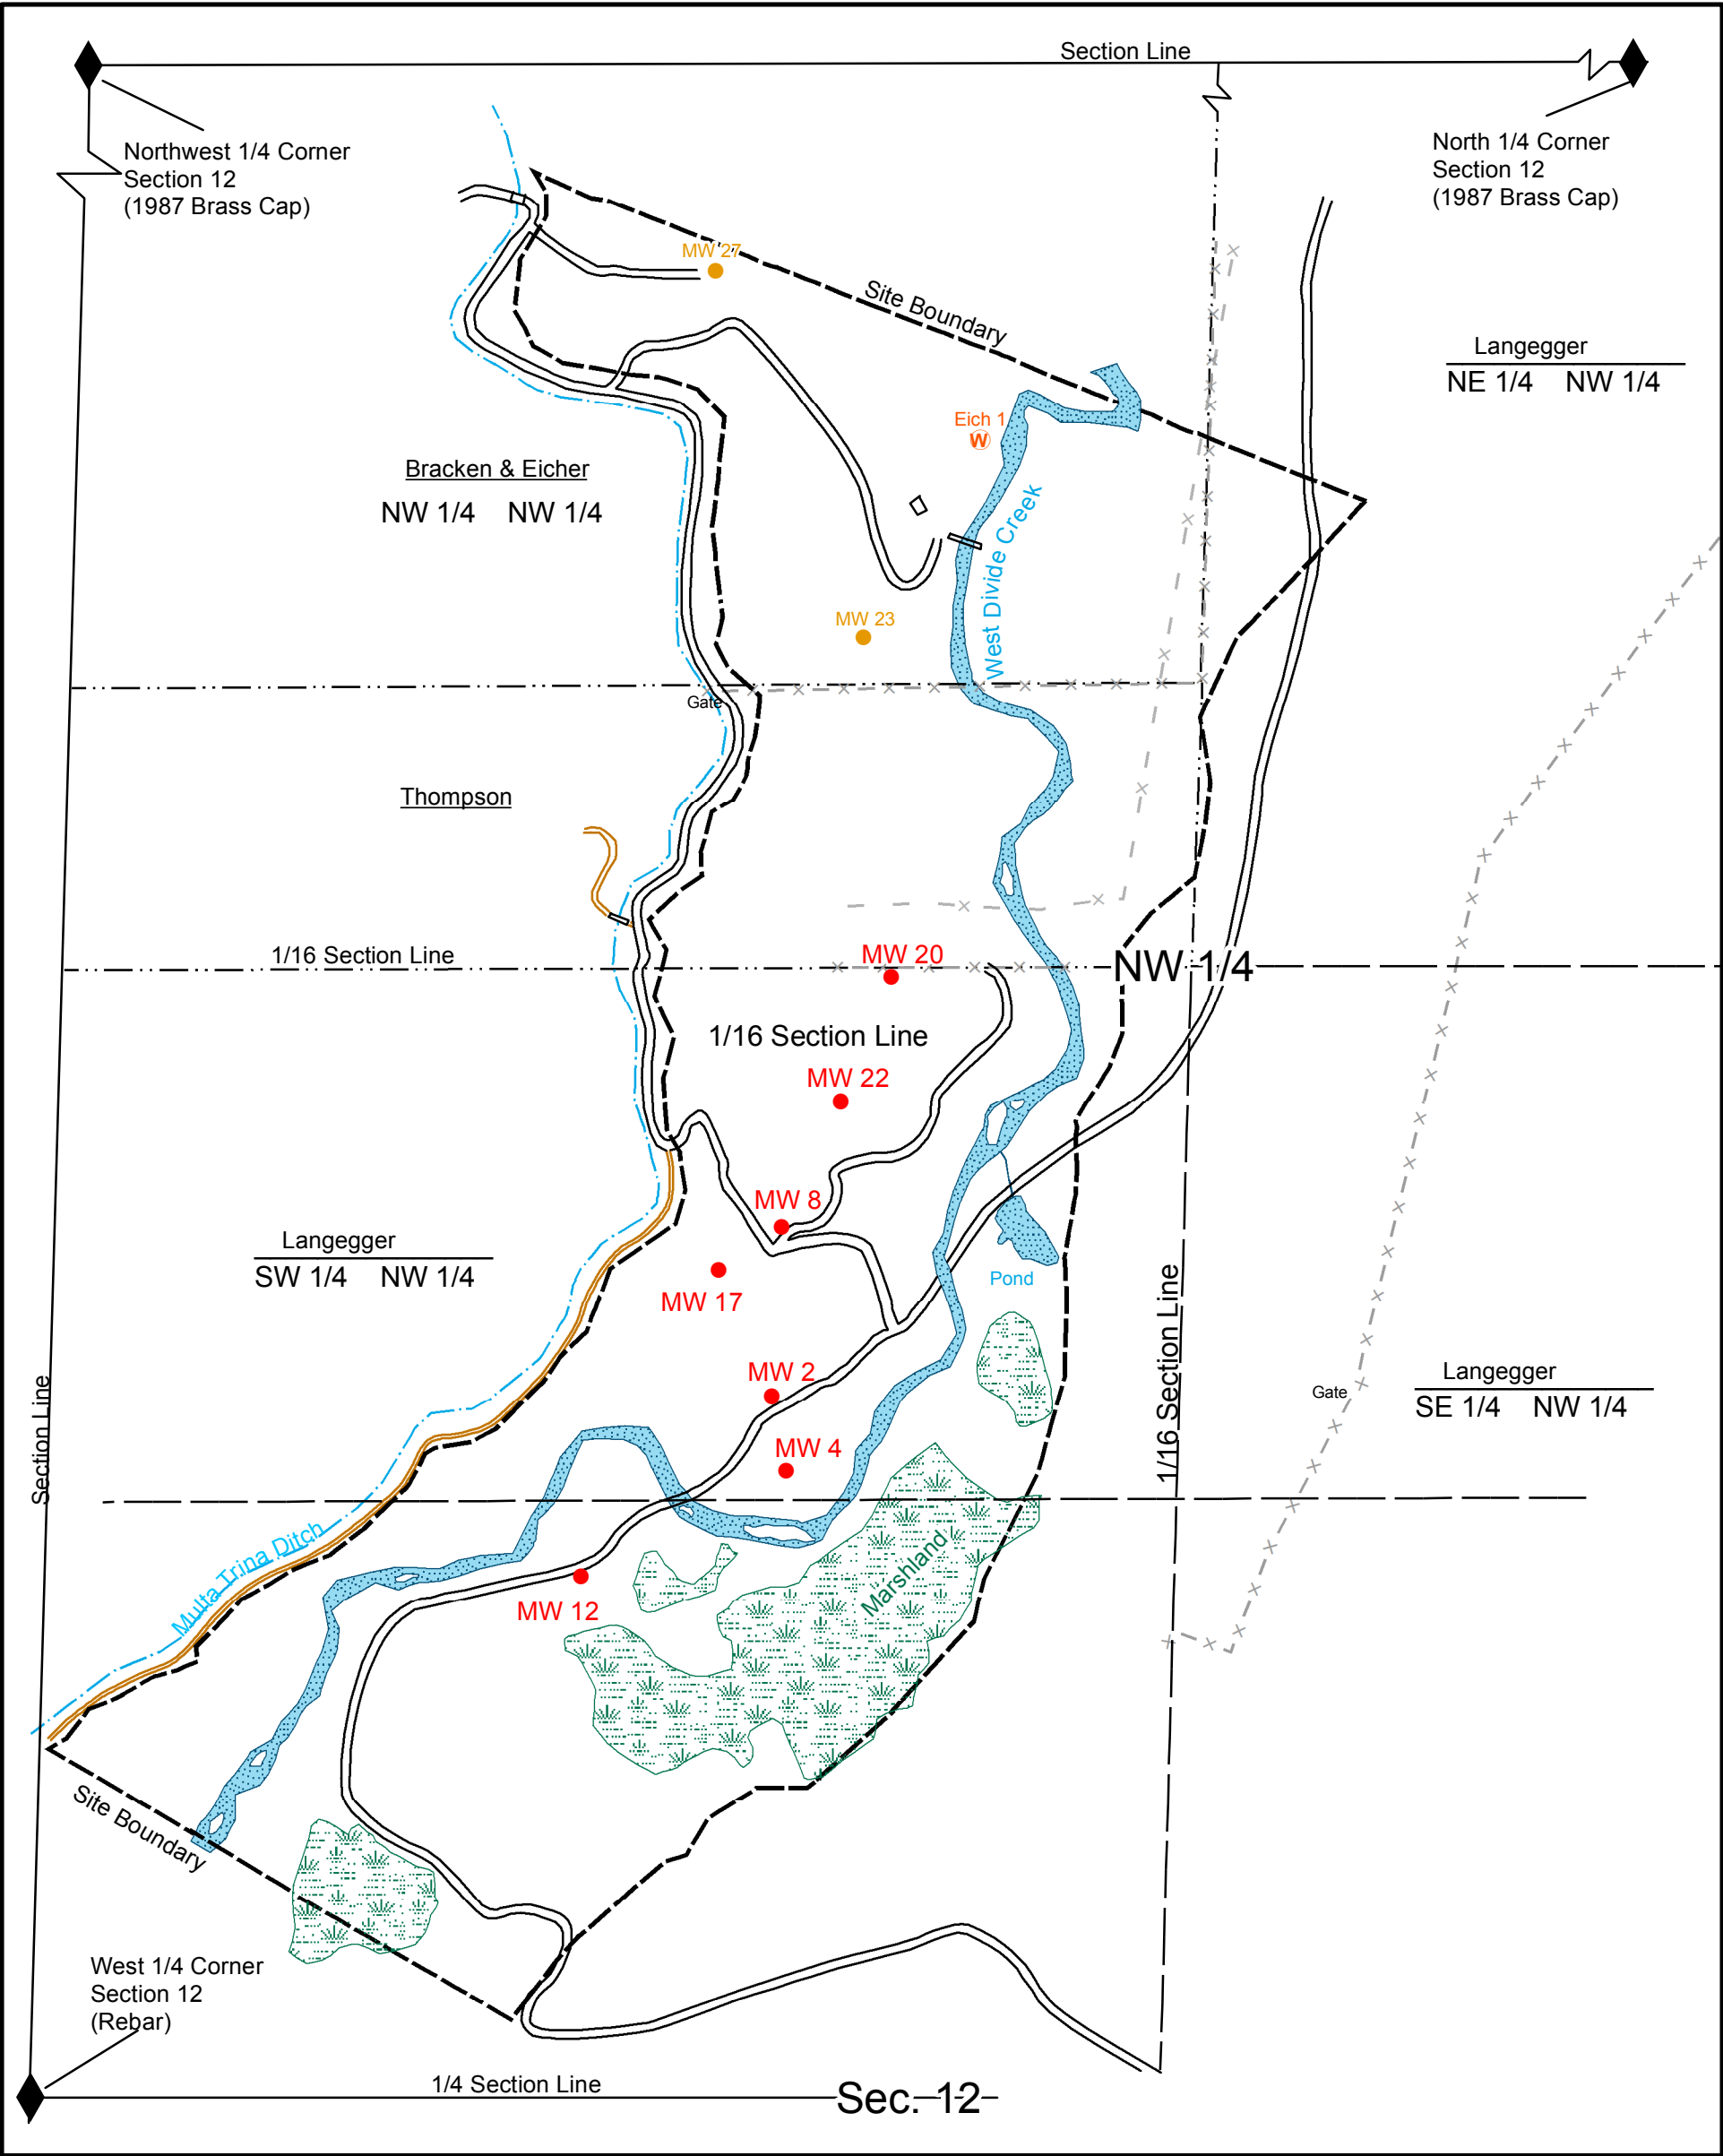 Section Line
Northwest 1/4 Corner
Section 12
(1987 Brass Cap)
North 1/4 Corner
Section 12
(1987 Brass Cap)
MW 27
Site Boundary
Langegger
NE 1/4 NW 1/4
Eich 1
W
Bracken & Eicher
NW 1/4 NW 1/4
West Divide Creek
MW 23
Gate
Thompson
1/16 Section Line
MW 20
NW 1/4
1/16 Section Line
MW 22
MW 8
Langegger
SW 1/4 NW 1/4
Pond
MW 17
1/16 Section Line
MW 2
Langegger
SE 1/4 NW 1/4
Gate
Section Line
MW 4
Multa Trina Ditch
Marshland
MW 12
Site Boundary
West 1/4 Corner
Section 12
(Rebar)
1/4 Section Line
Sec. 12